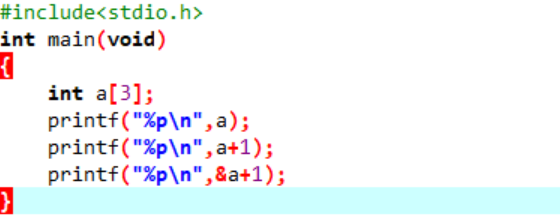 #include<stdio.h>
int main(void)
{
    int a[3];
    printf("%p\n",a);
    printf("%p\n",a+1);
    printf("%p\n",&a+1);
}